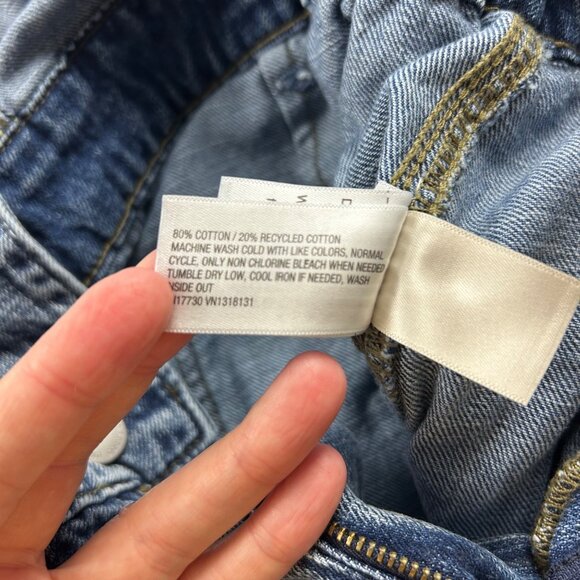 80% COTTON / 20% RECYCLED COTTON
MACHINE WASH COLD WITH LIKE COLORS, NORMAL
CYCLE, ONLY NON CHLORINE BLEACH WHEN NEEDED
TUMBLE DRY LOW, COOL IRON IF NEEDED, WASH
INSIDE OUT
VN1318131